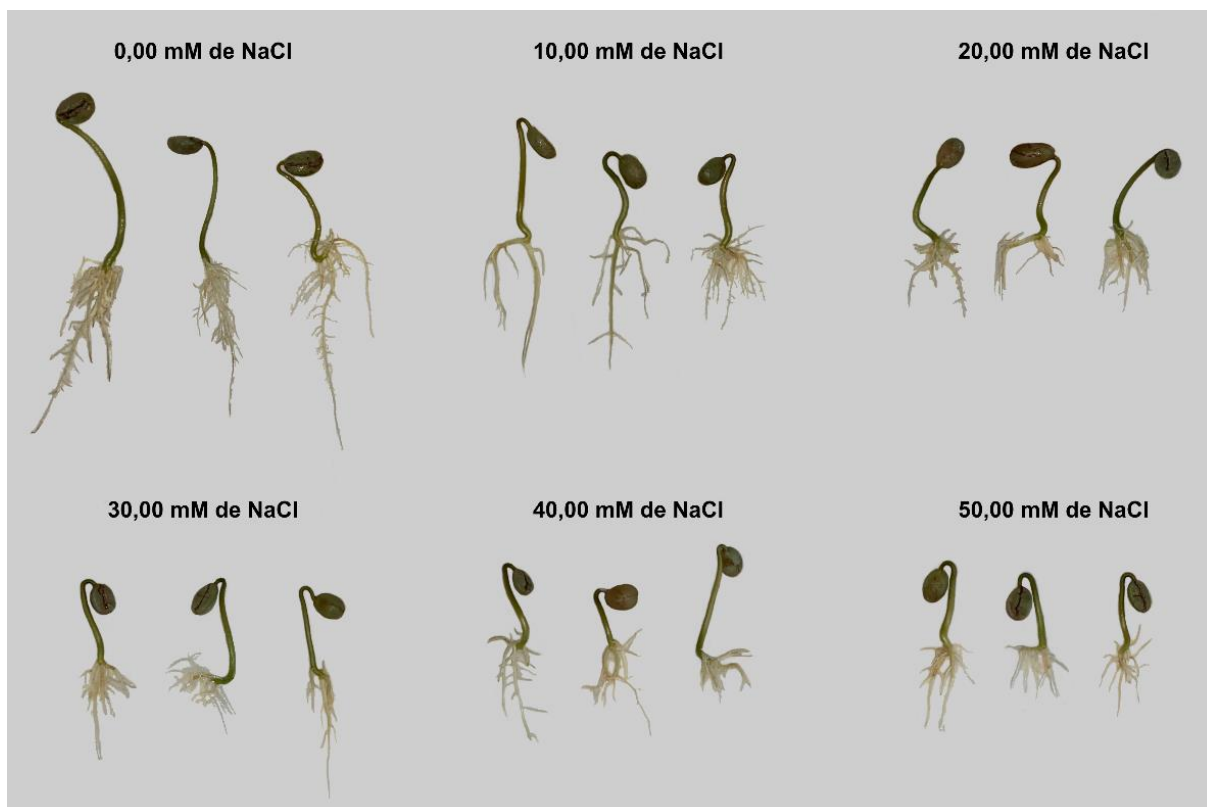 0,00 mM de NaCl
10,00 mM de NaCl
20,00 mM de NaCl
30,00 mM de NaCl
40,00 mM de NaCl
50,00 mM de NaCl